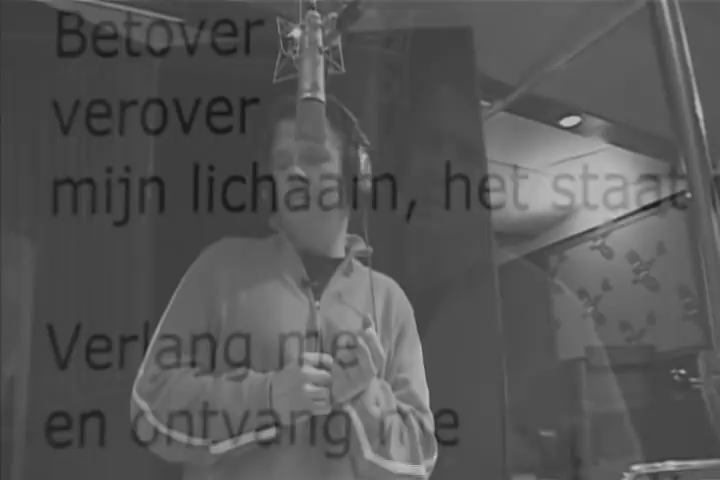 Betover
verover
mijn lichaam, het staat
Verlang me
en ontvang me